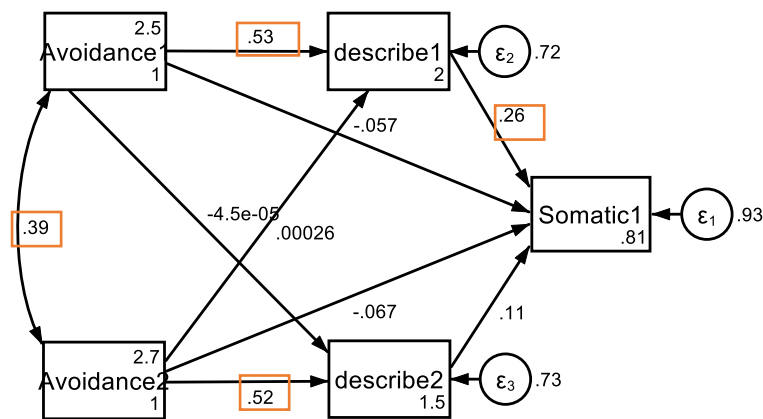 2.5
Avoidance1
1
.53
describe1
2
ε2
.72
-.057
.26
-4.5e-05
.00026
.39
Somatic1
.81
ε1
.93
-.067
.11
2.7
Avoidance2
1
.52
describe2
1.5
ε3
.73